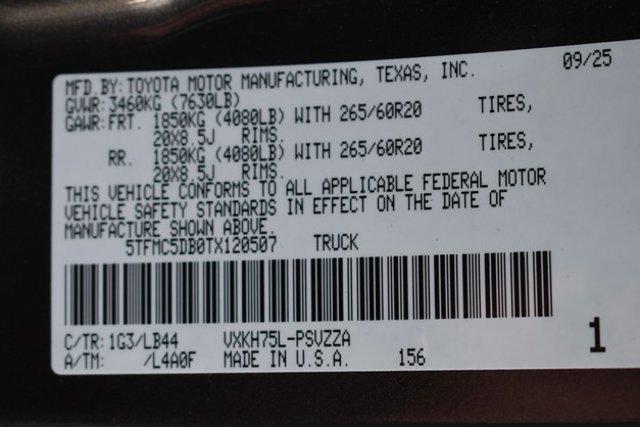 MFD.BY: TOYOTA MOTOR MANUFACTURING, TEXAS, INC. 09/25
GVWR: 3460KG (7630LB)
GAWR: FRT. 1850KG (4080LB) WITH 265/60R20 TIRES,
20X8.5J RIMS.
RR. 1850KG (4080LB) WITH 265/60R20 TIRES,
20X8.5J RIMS.
THIS VEHICLE CONFORMS TO ALL APPLICABLE FEDERAL MOTOR
VEHICLE SAFETY STANDARDS IN EFFECT ON THE DATE OF
MANUFACTURE SHOWN ABOVE.
5TFMC5DB0TX120507 TRUCK
C/TR: 1G3/LB44 VXKH75L-PSVZZA 1
A/TM: /L4A0F MADE IN U.S.A. 156